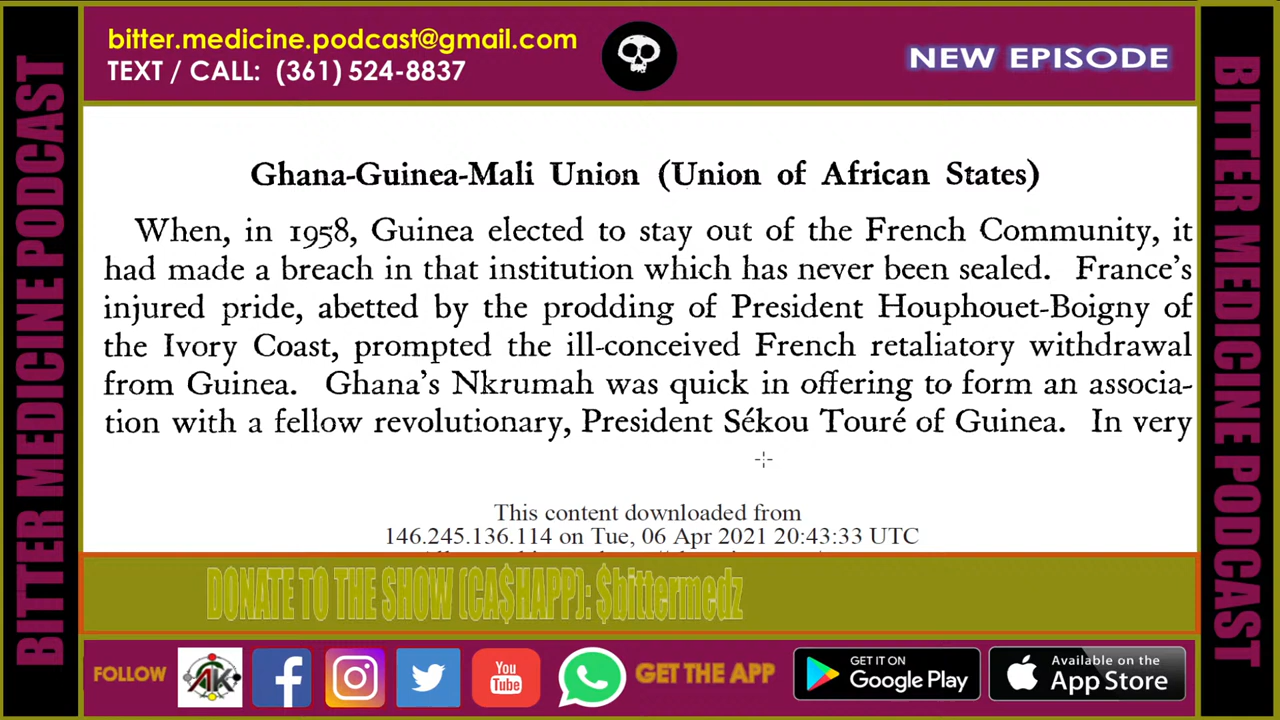 bitter.medicine.podcast@gmail.com
TEXT / CALL: (361) 524-8837
NEW EPISODE
BITTER MEDICINE PODCAST
Ghana-Guinea-Mali Union (Union of African States)
When, in 1958, Guinea elected to stay out of the French Community, it
had made a breach in that institution which has never been sealed. France's
injured pride, abetted by the prodding of President Houphouet-Boigny of
the Ivory Coast, prompted the ill-conceived French retaliatory withdrawal
from Guinea. Ghana's Nkrumah was quick in offering to form an associa-
tion with a fellow revolutionary, President Sékou Touré of Guinea. In very
This content downloaded from
146.245.136.114 on Tue, 06 Apr 2021 20:43:33 UTC
BITTER MEDICINE PODCAST
DONATE TO THE SHOW (CA$HAPP): $bittermedz
FOLLOW
You
Tube
GET THE APP
GET IT ON
Google Play
Available on the
App Store